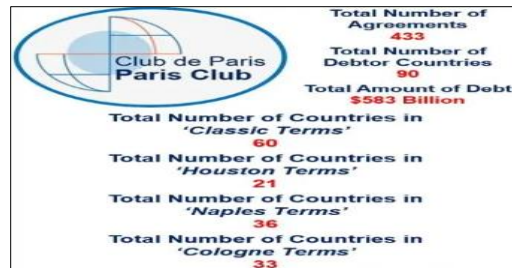 Club de Paris
Paris Club
Total Number of
Agreements
433
Total Number of
Debtor Countries
90
Total Amount of Debt
$583 Billion
Total Number of Countries in
'Classic Terms'
60
Total Number of Countries in
'Houston Terms'
21
Total Number of Countries in
'Naples Terms'
36
Total Number of Countries in
'Cologne Terms'
33